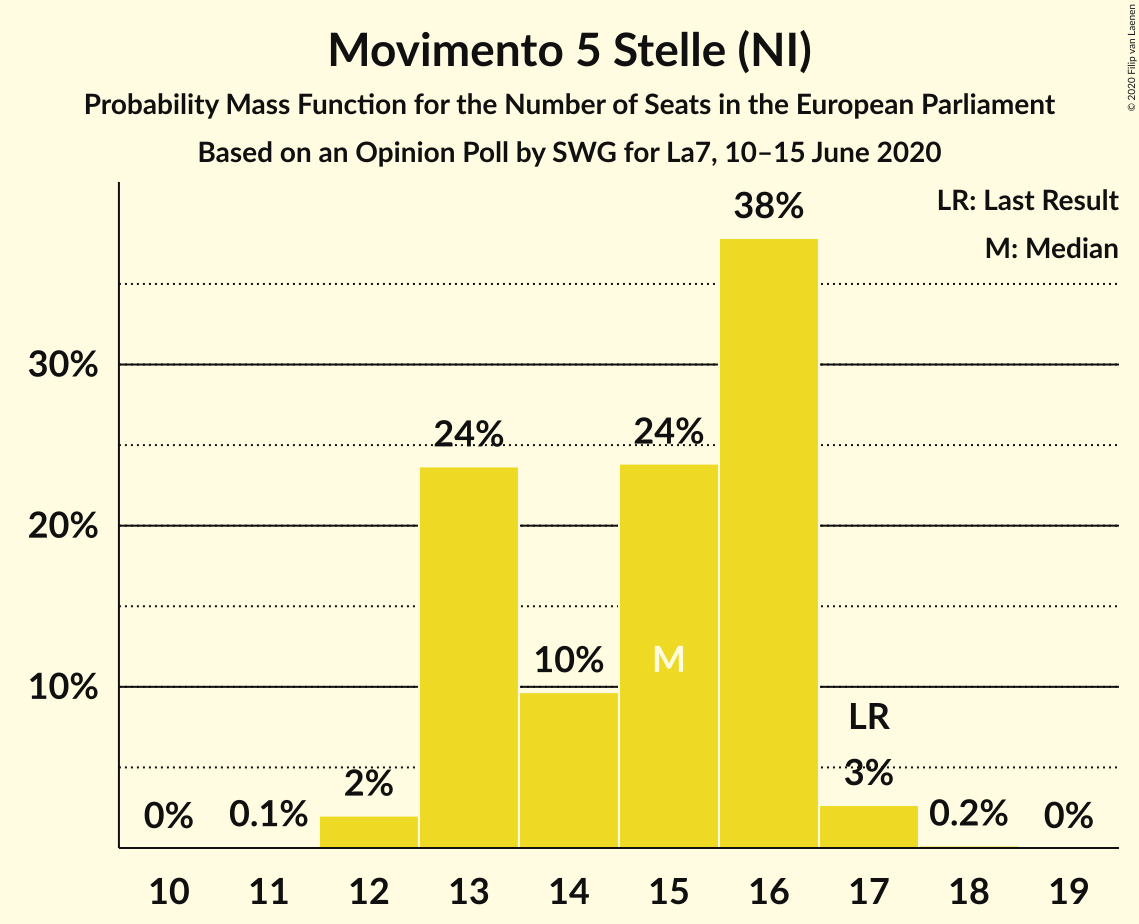 Movimento 5 Stelle (NI)
Probability Mass Function for the Number of Seats in the European Parliament
Based on an Opinion Poll by SWG for La7, 10–15 June 2020
© 2020 Filip van Laenen
LR: Last Result
M: Median
38%
30%
24%
24%
20%
10%
M
10%
LR
3%
2%
0%
0.1%
0.2%
0%
10 11 12 13 14 15 16 17 18 19